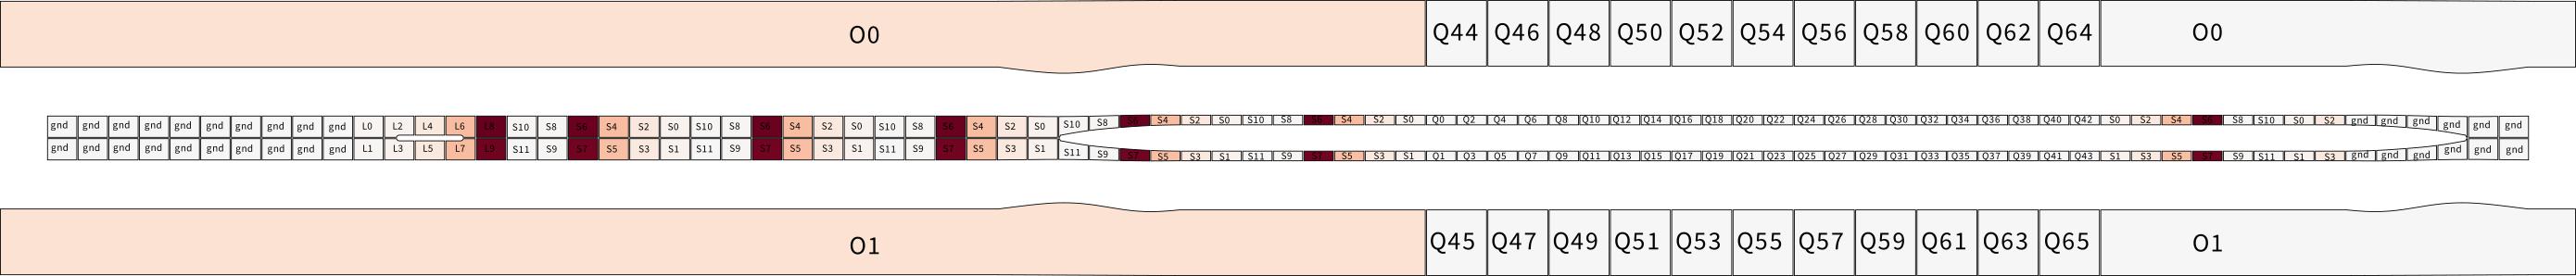 O0 Q44 Q46 Q48 Q50 Q52 Q54 Q56 Q58 Q60 Q62 Q64 O0
gnd gnd gnd gnd gnd gnd gnd gnd gnd gnd L0 L2 L4 L6 L8 S10 S8 S6 S4 S2 S0 S10 S8 S6 S4 S2 S0 S10 S8 S6 S4 S2 S0 S10 S8 S6 S4 S2 S0 S10 S8 S6 S4 S2 S0 Q0 Q2 Q4 Q6 Q8 Q10 Q12 Q14 Q16 Q18 Q20 Q22 Q24 Q26 Q28 Q30 Q32 Q34 Q36 Q38 Q40 Q42 S0 S2 S4 S6 S8 S10 S0 S2 gnd gnd gnd gnd gnd gnd
gnd gnd gnd gnd gnd gnd gnd gnd gnd gnd L1 L3 L5 L7 L9 S11 S9 S7 S5 S3 S1 S11 S9 S7 S5 S3 S1 S11 S9 S7 S5 S3 S1 S11 S9 S7 S5 S3 S1 S11 S9 S7 S5 S3 S1 Q1 Q3 Q5 Q7 Q9 Q11 Q13 Q15 Q17 Q19 Q21 Q23 Q25 Q27 Q29 Q31 Q33 Q35 Q37 Q39 Q41 Q43 S1 S3 S5 S7 S9 S11 S1 S3 gnd gnd gnd gnd gnd gnd
O1 Q45 Q47 Q49 Q51 Q53 Q55 Q57 Q59 Q61 Q63 Q65 O1